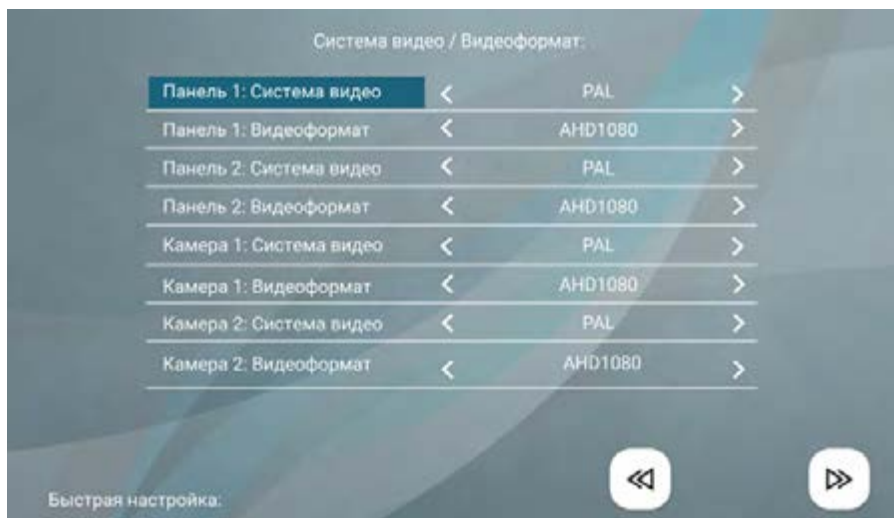 Система видео / Видеоформат:
Панель 1: Система видео PAL
Панель 1: Видеоформат AHD1080
Панель 2: Система видео PAL
Панель 2: Видеоформат AHD1080
Камера 1: Система видео PAL
Камера 1: Видеоформат AHD1080
Камера 2: Система видео PAL
Камера 2: Видеоформат AHD1080
Быстрая настройка: